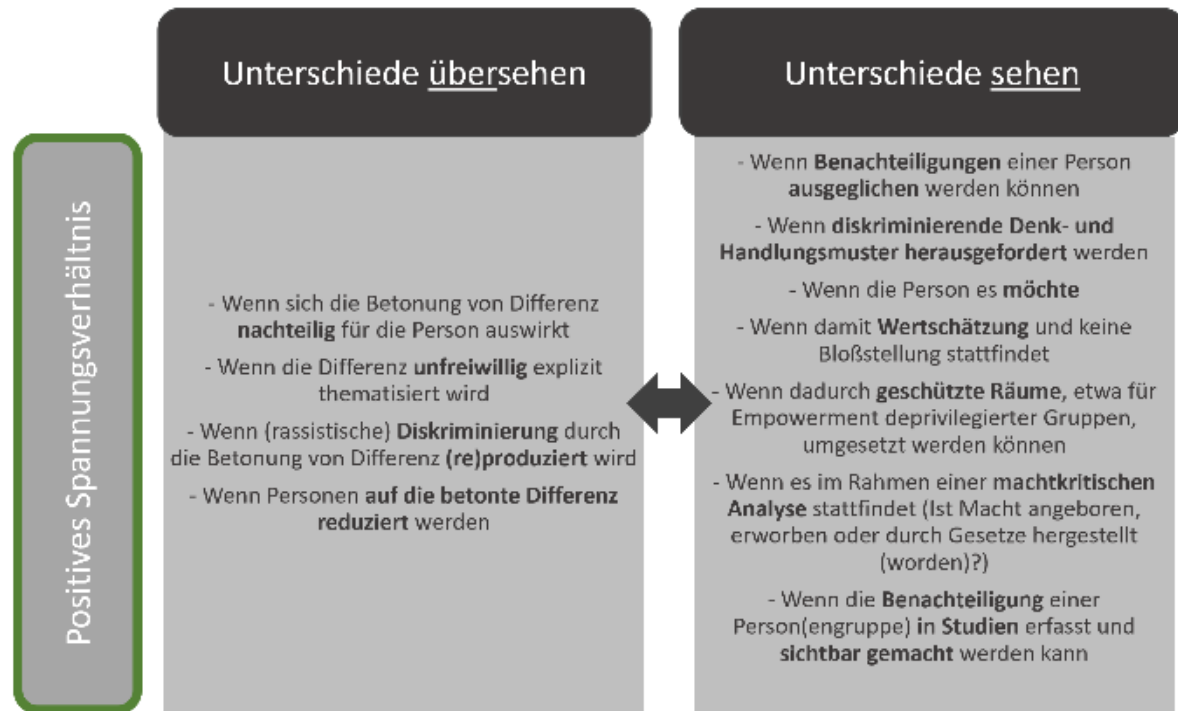 Unterschiede übersehen
Unterschiede sehen
Positives Spannungsverhältnis
- Wenn sich die Betonung von Differenz
nachteilig für die Person auswirkt
- Wenn die Differenz unfreiwillig explizit
thematisiert wird
- Wenn (rassistische) Diskriminierung durch
die Betonung von Differenz (re)produziert wird
- Wenn Personen auf die betonte Differenz
reduziert werden
- Wenn Benachteiligungen einer Person
ausgeglichen werden können
- Wenn diskriminierende Denk- und
Handlungsmuster herausgefordert werden
- Wenn die Person es möchte
- Wenn damit Wertschätzung und keine
Bloßstellung stattfindet
- Wenn dadurch geschützte Räume, etwa für
Empowerment deprivilegierter Gruppen,
umgesetzt werden können
- Wenn es im Rahmen einer machtkritischen
Analyse stattfindet (Ist Macht angeboren,
erworben oder durch Gesetze hergestellt
(worden)?)
- Wenn die Benachteiligung einer
Person(engruppe) in Studien erfasst und
sichtbar gemacht werden kann